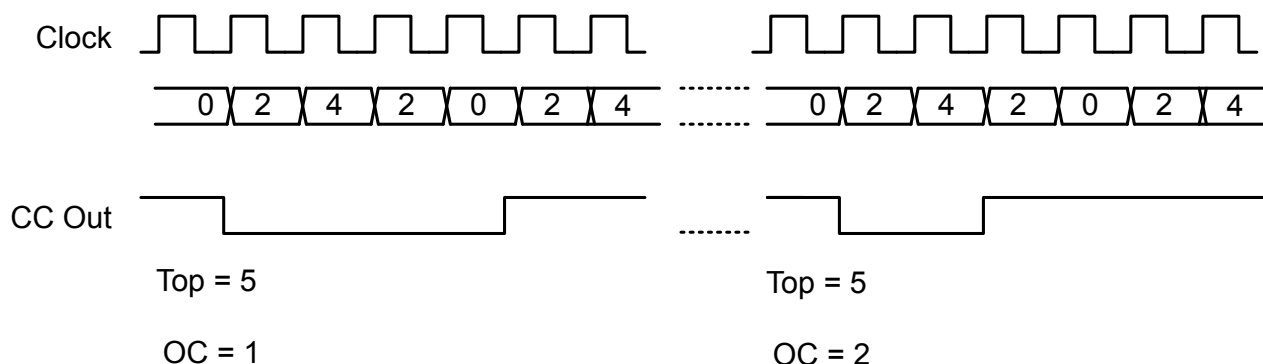 Clock
0 2 4 2 0 2 4 0 2 4 2 0 2 4
CC Out
Top = 5 Top = 5
OC = 1 OC = 2